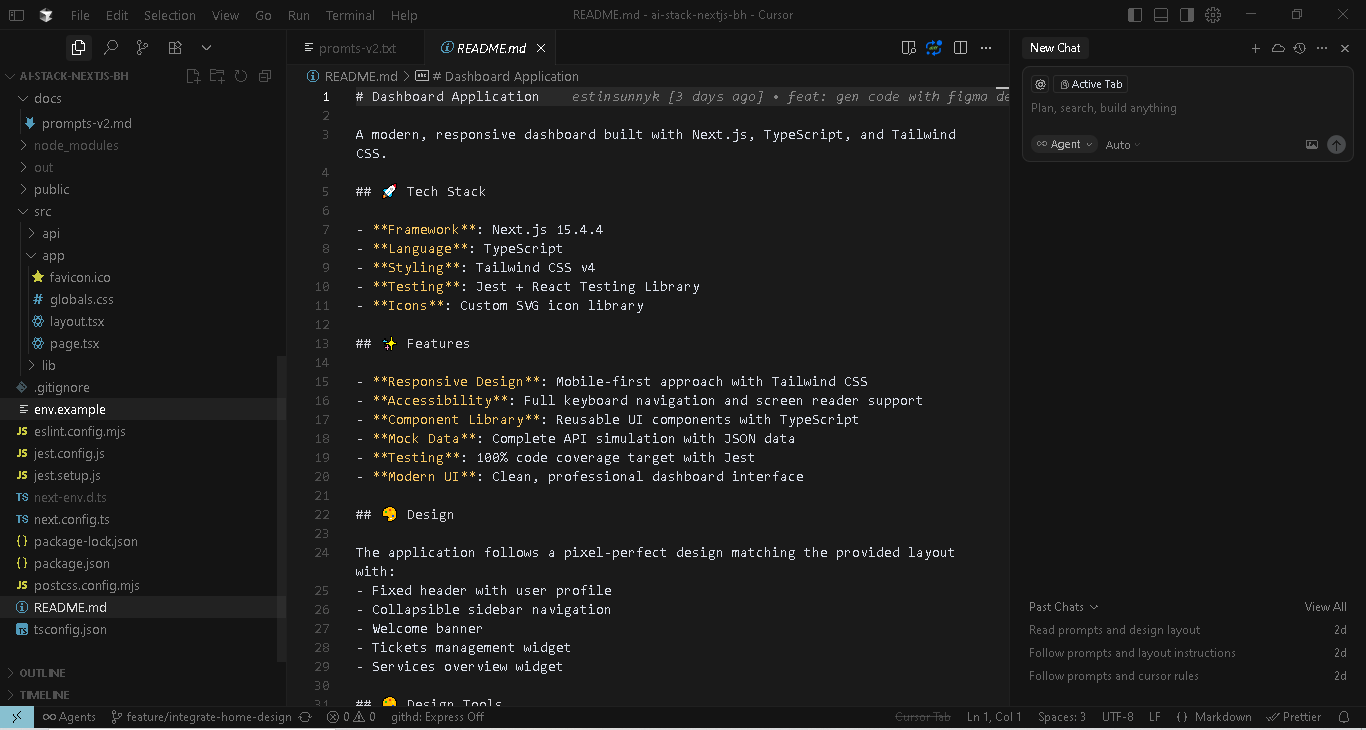 File Edit Selection View Go Run Terminal Help
README.md - ai-stack-nextjs-bh - Cursor
AI-STACK-NEXTJS-BH
docs
prompts-v2.md
node_modules
out
public
src
api
app
favicon.ico
# globals.css
layout.tsx
page.tsx
lib
.gitignore
env.example
JS eslint.config.mjs
JS jest.config.js
JS jest.setup.js
TS next-env.d.ts
TS next.config.ts
{} package-lock.json
{} package.json
JS postcss.config.mjs
README.md
TS tsconfig.json
OUTLINE
TIMELINE
promts-v2.txt
README.md
README.md > # Dashboard Application
1 # Dashboard Application estinsunnyk [3 days ago] • feat: gen code with figma de
2
3 A modern, responsive dashboard built with Next.js, TypeScript, and Tailwind
CSS.
4
5 ## 🚀 Tech Stack
6
7 - **Framework**: Next.js 15.4.4
8 - **Language**: TypeScript
9 - **Styling**: Tailwind CSS v4
10 - **Testing**: Jest + React Testing Library
11 - **Icons**: Custom SVG icon library
12
13 ## ✨ Features
14
15 - **Responsive Design**: Mobile-first approach with Tailwind CSS
16 - **Accessibility**: Full keyboard navigation and screen reader support
17 - **Component Library**: Reusable UI components with TypeScript
18 - **Mock Data**: Complete API simulation with JSON data
19 - **Testing**: 100% code coverage target with Jest
20 - **Modern UI**: Clean, professional dashboard interface
21
22 ## 🎨 Design
23
24 The application follows a pixel-perfect design matching the provided layout
with:
25 - Fixed header with user profile
26 - Collapsible sidebar navigation
27 - Welcome banner
28 - Tickets management widget
29 - Services overview widget
30
31 ## 🎨 Design Tools
New Chat
Active Tab
Plan, search, build anything
∞ Agent
Auto
Past Chats
View All
Read prompts and design layout 2d
Follow prompts and layout instructions 2d
Follow prompts and cursor rules 2d
∞ Agents
feature/integrate-home-design
0 0
githd: Express Off
Cursor Tab
Ln 1, Col 1
Spaces: 3
UTF-8
LF
{} Markdown
Prettier